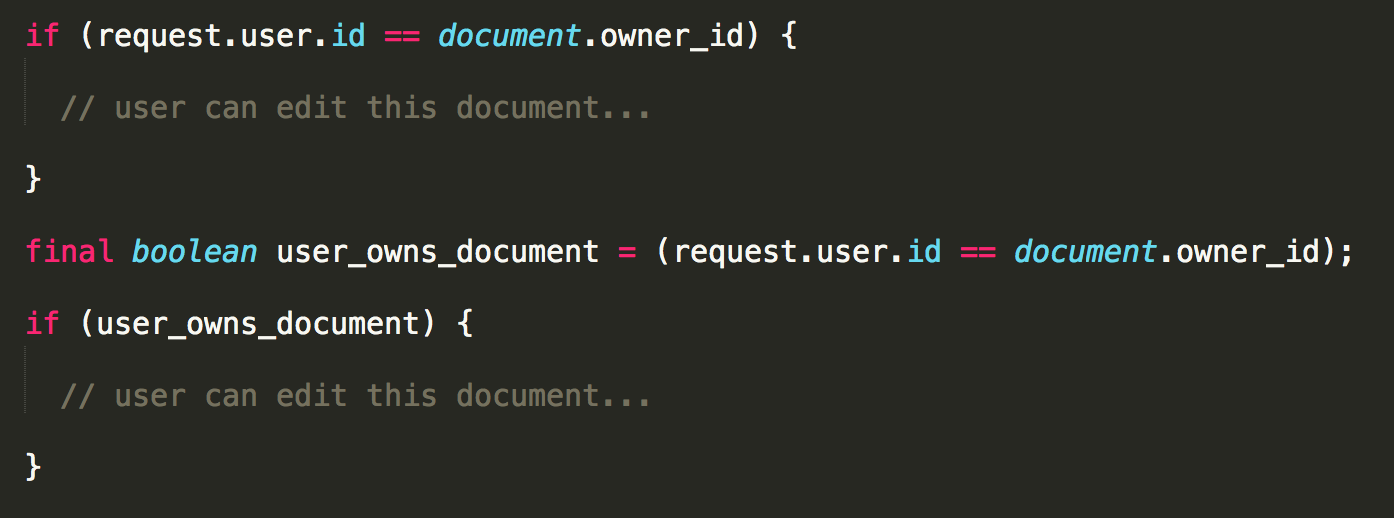 if (request.user.id == document.owner_id) {
// user can edit this document...
}
final boolean user_owns_document = (request.user.id == document.owner_id);
if (user_owns_document) {
// user can edit this document...
}